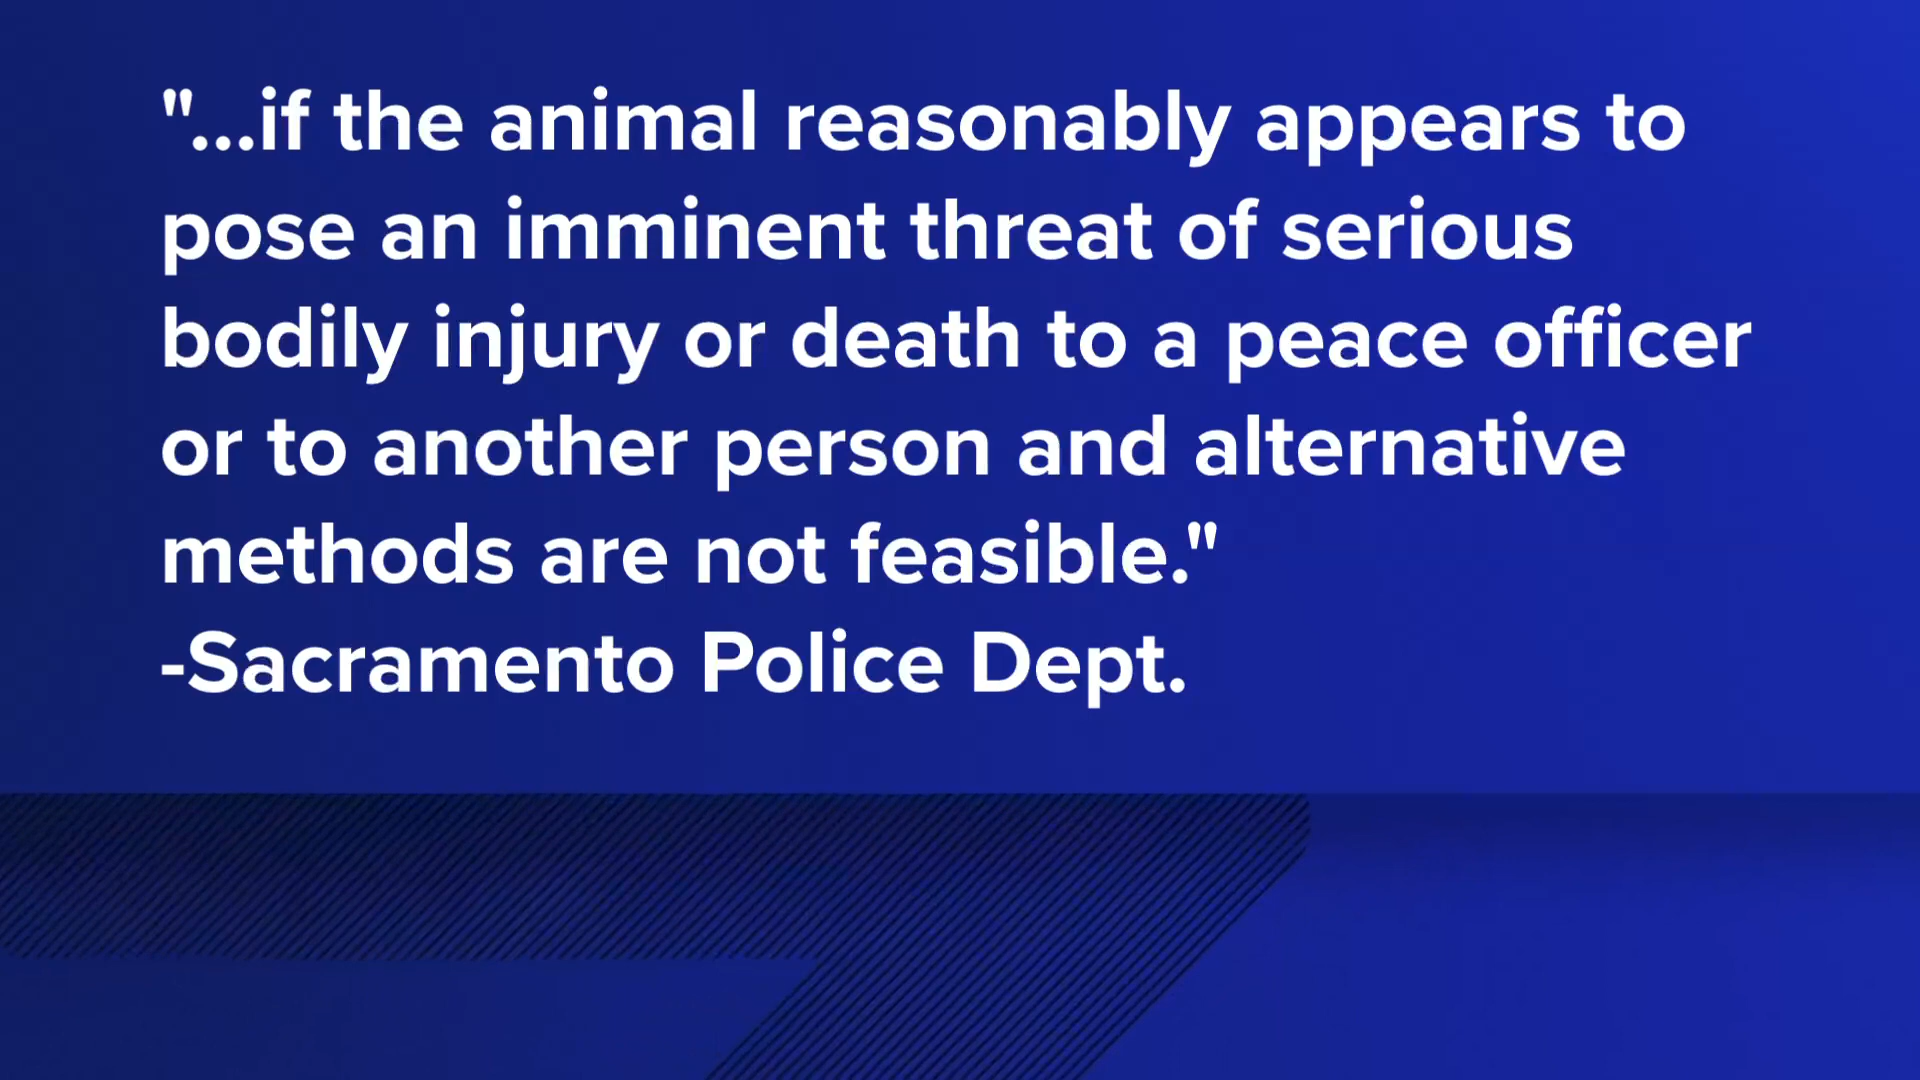 "...if the animal reasonably appears to
pose an imminent threat of serious
bodily injury or death to a peace officer
or to another person and alternative
methods are not feasible."
-Sacramento Police Dept.